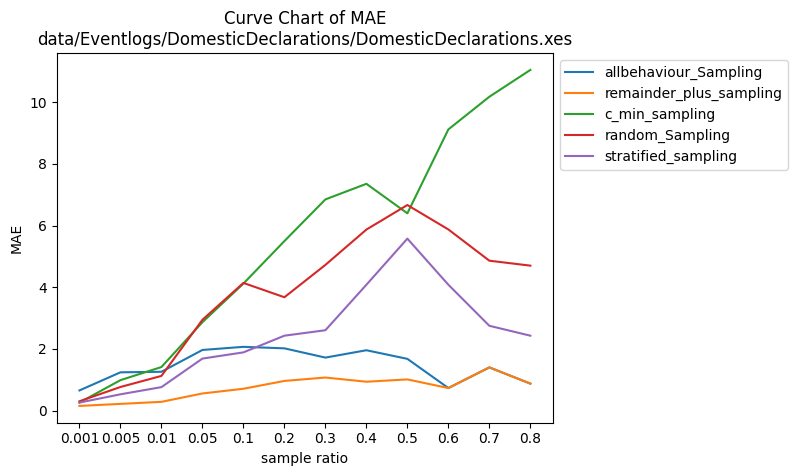 Curve Chart of MAE
data/Eventlogs/DomesticDeclarations/DomesticDeclarations.xes
allbehaviour_Sampling
remainder_plus_sampling
c_min_sampling
random_Sampling
stratified_sampling
MAE
10
8
6
4
2
0
0.001 0.005 0.01 0.05 0.1 0.2 0.3 0.4 0.5 0.6 0.7 0.8
sample ratio